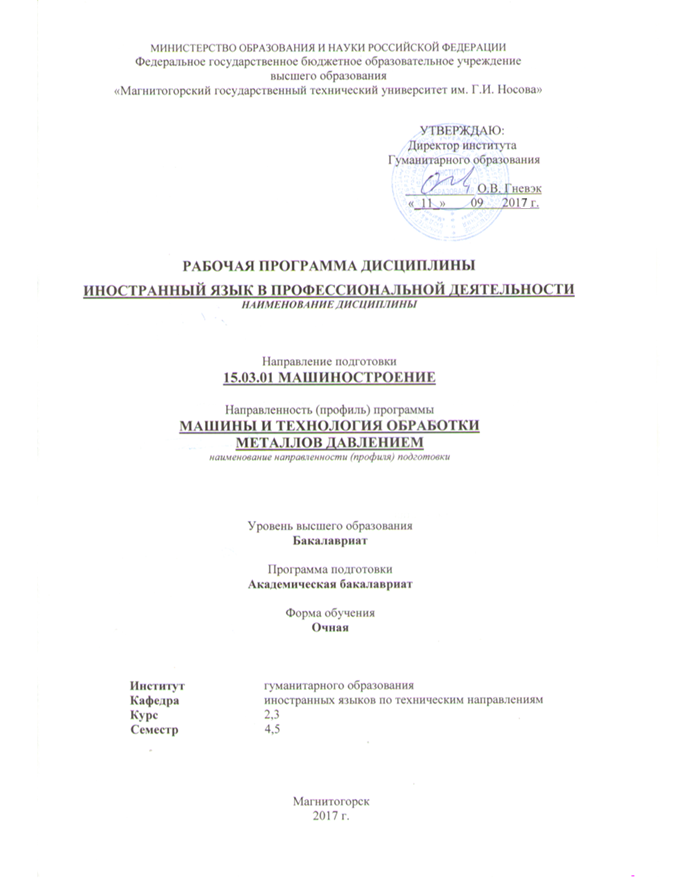 МИНИСТЕРСТВО ОБРАЗОВАНИЯ И НАУКИ РОССИЙСКОЙ ФЕДЕРАЦИИ
Федеральное государственное бюджетное образовательное учреждение
высшего образования
«Магнитогорский государственный технический университет им. Г.И. Носова»
УТВЕРЖДАЮ:
Директор института
Гуманитарного образования
О.В. Гневэк
« 11 » 09 2017 г.
РАБОЧАЯ ПРОГРАММА ДИСЦИПЛИНЫ
ИНОСТРАННЫЙ ЯЗЫК В ПРОФЕССИОНАЛЬНОЙ ДЕЯТЕЛЬНОСТИ
НАИМЕНОВАНИЕ ДИСЦИПЛИНЫ
Направление подготовки
15.03.01 МАШИНОСТРОЕНИЕ
Направленность (профиль) программы
МАШИНЫ И ТЕХНОЛОГИЯ ОБРАБОТКИ
МЕТАЛЛОВ ДАВЛЕНИЕМ
наименование направленности (профиля) подготовки
Уровень высшего образования
Бакалавриат
Программа подготовки
Академическая бакалавриат
Форма обучения
Очная
Институт гуманитарного образования
Кафедра иностранных языков по техническим направлениям
Курс 2,3
Семестр 4,5
Магнитогорск
2017 г.